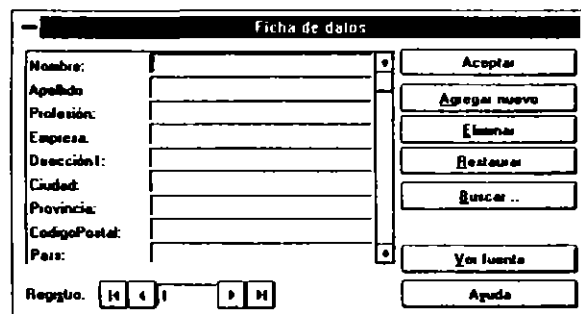 Ficha de datos
Nombre:
Apellido
Profesión:
Empresa:
Dirección1:
Ciudad:
Provincia:
CodigoPostal:
País:
Registro: 1
Aceptar
Agregar nuevo
Eliminar
Restaurar
Buscar...
Ver fuente
Ayuda